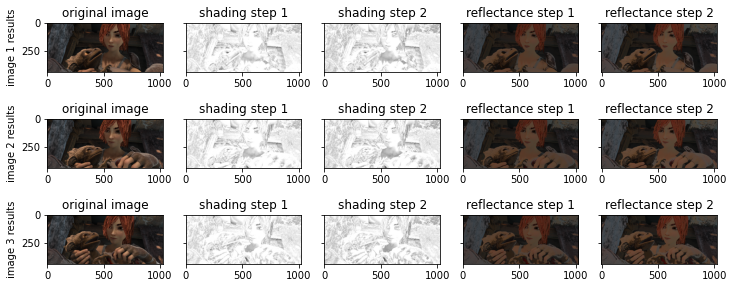 original image shading step 1 shading step 2 reflectance step 1 reflectance step 2
image 1 results
0
250
0 500 1000 0 500 1000 0 500 1000 0 500 1000 0 500 1000
original image shading step 1 shading step 2 reflectance step 1 reflectance step 2
image 2 results
0
250
0 500 1000 0 500 1000 0 500 1000 0 500 1000 0 500 1000
original image shading step 1 shading step 2 reflectance step 1 reflectance step 2
image 3 results
0
250
0 500 1000 0 500 1000 0 500 1000 0 500 1000 0 500 1000